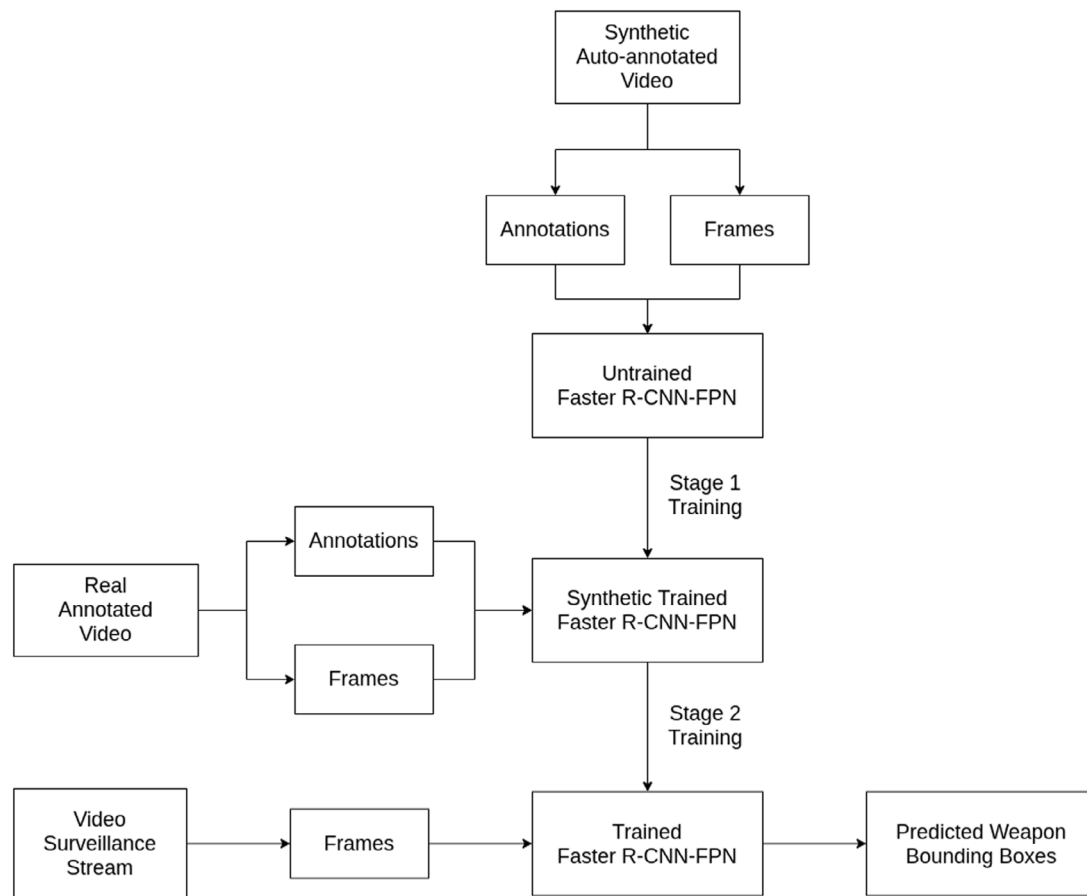 Synthetic
Auto-annotated
Video
Annotations
Frames
Untrained
Faster R-CNN-FPN
Stage 1
Training
Annotations
Real
Annotated
Video
Synthetic Trained
Faster R-CNN-FPN
Frames
Stage 2
Training
Video
Surveillance
Stream
Frames
Trained
Faster R-CNN-FPN
Predicted Weapon
Bounding Boxes